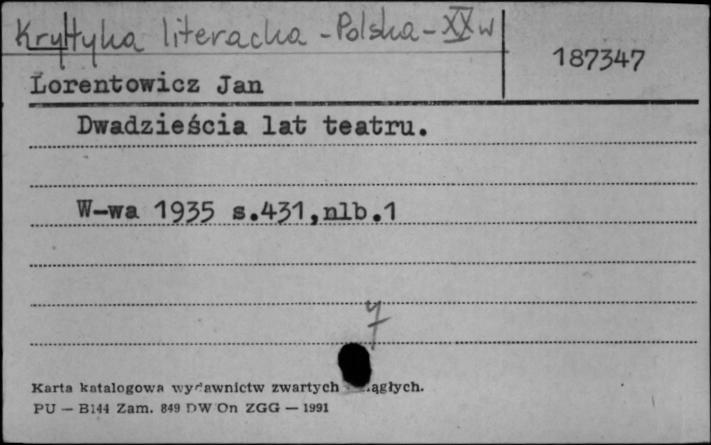 Krytyka literacka - Polska - XX w
187347
Lorentowicz Jan
Dwadzieścia lat teatru.
W-wa 1935 s.431,nlb.1
7
Karta katalogowa wydawnictw zwartych
PU — B144 Zam. 849 DW On ZGG — 1991